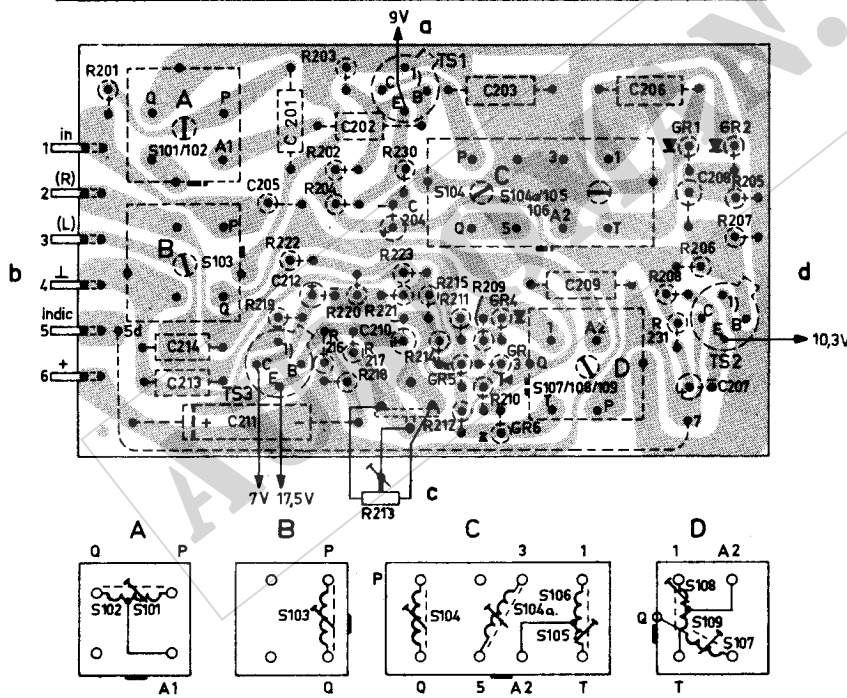 9V
a
R201
R203
TS1
C
1)
B
E
C203
C206
Q
A
P
C201
C202
GR1
GR2
S101/102
A1
1
in
R202
R230
P
3
1
2
(R)
C205
R204
C
204
S104
C
S104a/105
106
A2
C208
R205
3
(L)
P
Q
5
T
R207
B
S103
R222
R223
R206
b
d
4
⊥
C212
R215
R209
C209
R208
Q
R219
R220
R221
R211
GR4
1)
B
E
Indic
5
5d
C210
1
A2
R
231
10,3V
C214
1)
R
217
R214
GR
3
Q
TS2
6
+
C
B
GR5
D
C213
E
R218
S107/108/109
C207
TS3
R210
T
P
+
C211
-
R212
GR6
7
7V
17,5V
R213
c
A
B
C
D
Q
P
P
3
1
1
A2
P
S102
S101
S103
S104
S104a.
S106
S105
S108
Q
S109
S107
A1
Q
Q
5
A2
T
T